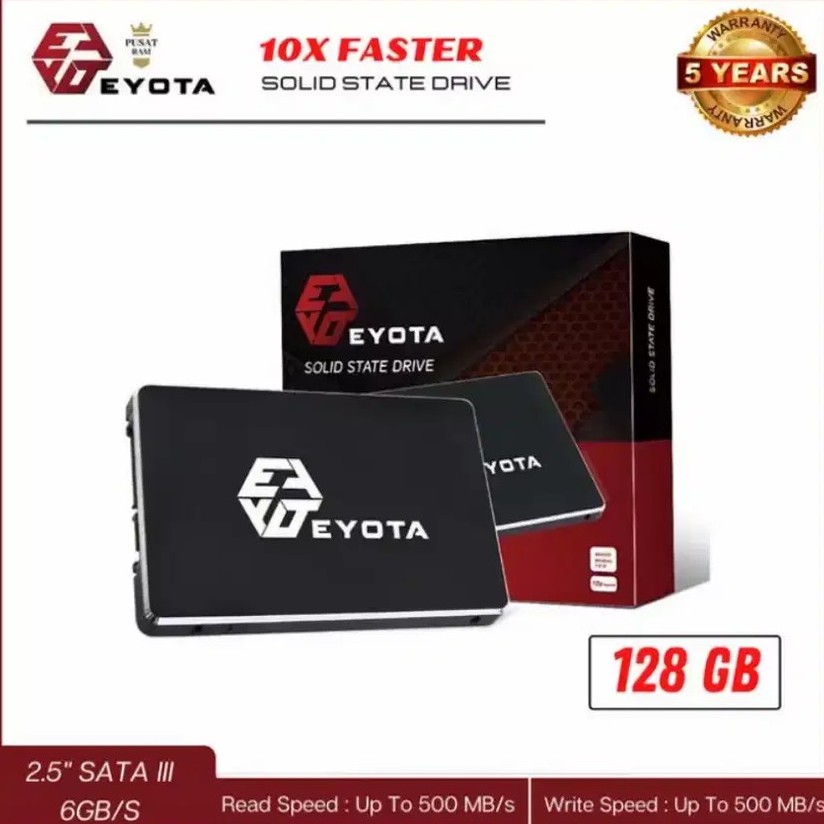 PUSAT
RAM
EYOTA
10X FASTER
SOLID STATE DRIVE
WARRANTY
5 YEARS
WARRANTY
EYOTA
SOLID STATE DRIVE
SOLID STATE DRIVE
YOTA
EYOTA
128 GB
2.5" SATA III
6GB/S
Read Speed : Up To 500 MB/s
Write Speed : Up To 500 MB/s